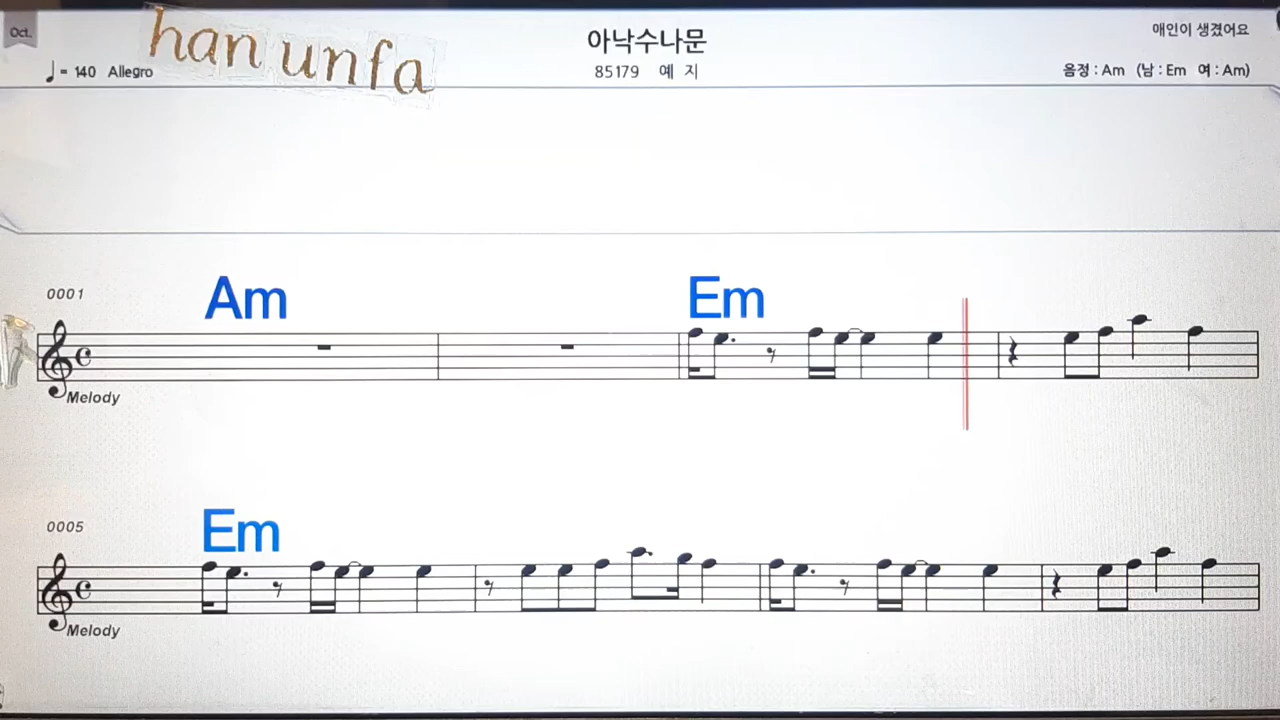 Oct.
han unfa
아낙수나문
애인이 생겼어요
♩= 140 Allegro
85179 예 지
음정 : Am (남 : Em 여 : Am)
Am
Em
0001
Melody
Em
0005
Melody